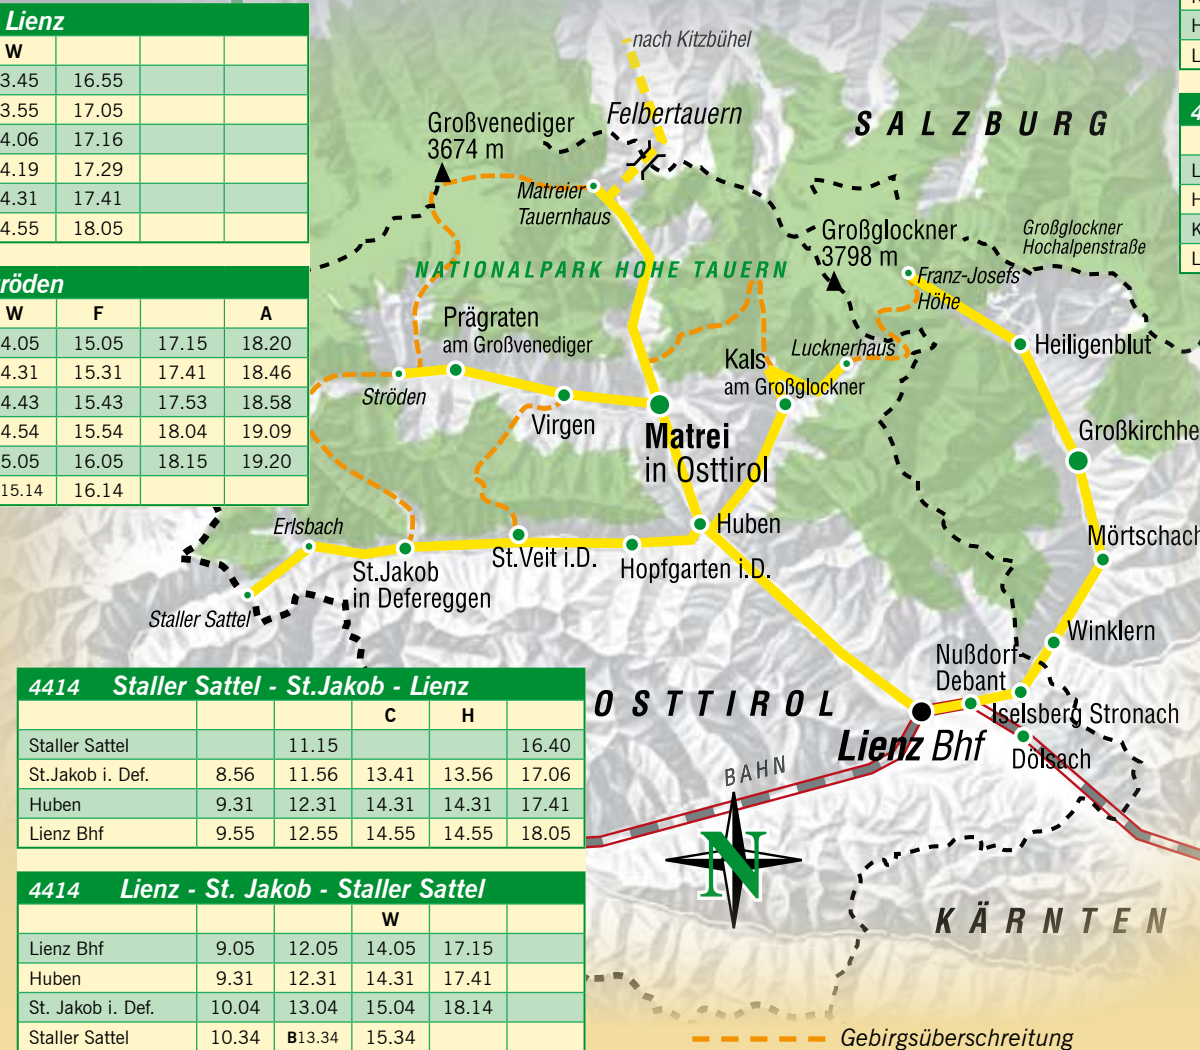 Lienz
W
3.45 16.55
3.55 17.05
4.06 17.16
4.19 17.29
4.31 17.41
4.55 18.05
röden
W F A
4.05 15.05 17.15 18.20
4.31 15.31 17.41 18.46
4.43 15.43 17.53 18.58
4.54 15.54 18.04 19.09
5.05 16.05 18.15 19.20
15.14 16.14
H
L
4
L
H
K
L
nach Kitzbühel
Felbertauern
SALZBURG
Großvenediger
3674 m
Matreier
Tauernhaus
Großglockner
3798 m
Großglockner
Hochalpenstraße
NATIONALPARK HOHE TAUERN
Franz-Josefs
Höhe
Prägraten
am Großvenediger
Heiligenblut
Lucknerhaus
Kals
am Großglockner
Ströden
Virgen
Matrei
in Osttirol
Großkirchhe
Huben
Erlsbach
Mörtschach
St.Veit i.D.
Hopfgarten i.D.
St.Jakob
in Defereggen
Staller Sattel
Winklern
Nußdorf-
Debant
OSTTIROL
Iselsberg Stronach
Lienz Bhf
Dölsach
BAHN
N
KÄRNTEN
4414 Staller Sattel - St.Jakob - Lienz
C H
Staller Sattel 11.15 16.40
St.Jakob i. Def. 8.56 11.56 13.41 13.56 17.06
Huben 9.31 12.31 14.31 14.31 17.41
Lienz Bhf 9.55 12.55 14.55 14.55 18.05
4414 Lienz - St. Jakob - Staller Sattel
W
Lienz Bhf 9.05 12.05 14.05 17.15
Huben 9.31 12.31 14.31 17.41
St. Jakob i. Def. 10.04 13.04 15.04 18.14
Staller Sattel 10.34 B13.34 15.34
Gebirgsüberschreitung